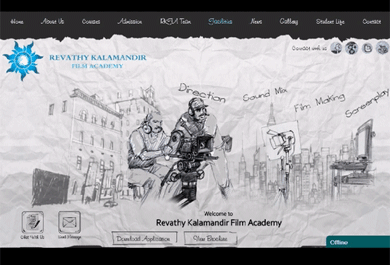 Home About Us Courses Admission RKFA Team Facilities News Gallery Student Life Contact
Connect with us
REVATHY KALAMANDIR
FILM ACADEMY
Direction Sound Mix Film Making Screenplay
Chat With Us Send Message
Welcome to
Revathy Kalamandir Film Academy
Download Application View Brochure
Offline